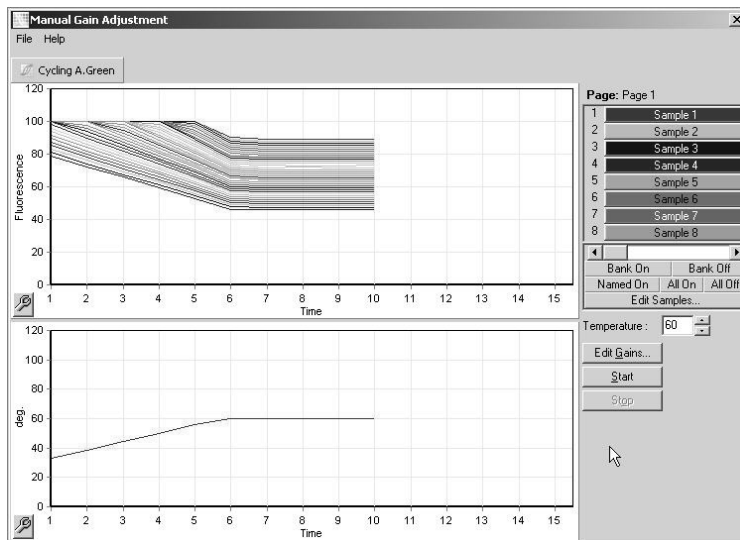 Manual Gain Adjustment
File Help
Cycling A.Green
120
100
80
60
40
20
0
Fluorescence
1 2 3 4 5 6 7 8 9 10 11 12 13 14 15
Time
120
100
80
60
40
20
0
deg.
1 2 3 4 5 6 7 8 9 10 11 12 13 14 15
Time
Page: Page 1
1 Sample 1
2 Sample 2
3 Sample 3
4 Sample 4
5 Sample 5
6 Sample 6
7 Sample 7
8 Sample 8
Bank On Bank Off
Named On All On All Off
Edit Samples...
Temperature : 60
Edit Gains...
Start
Stop